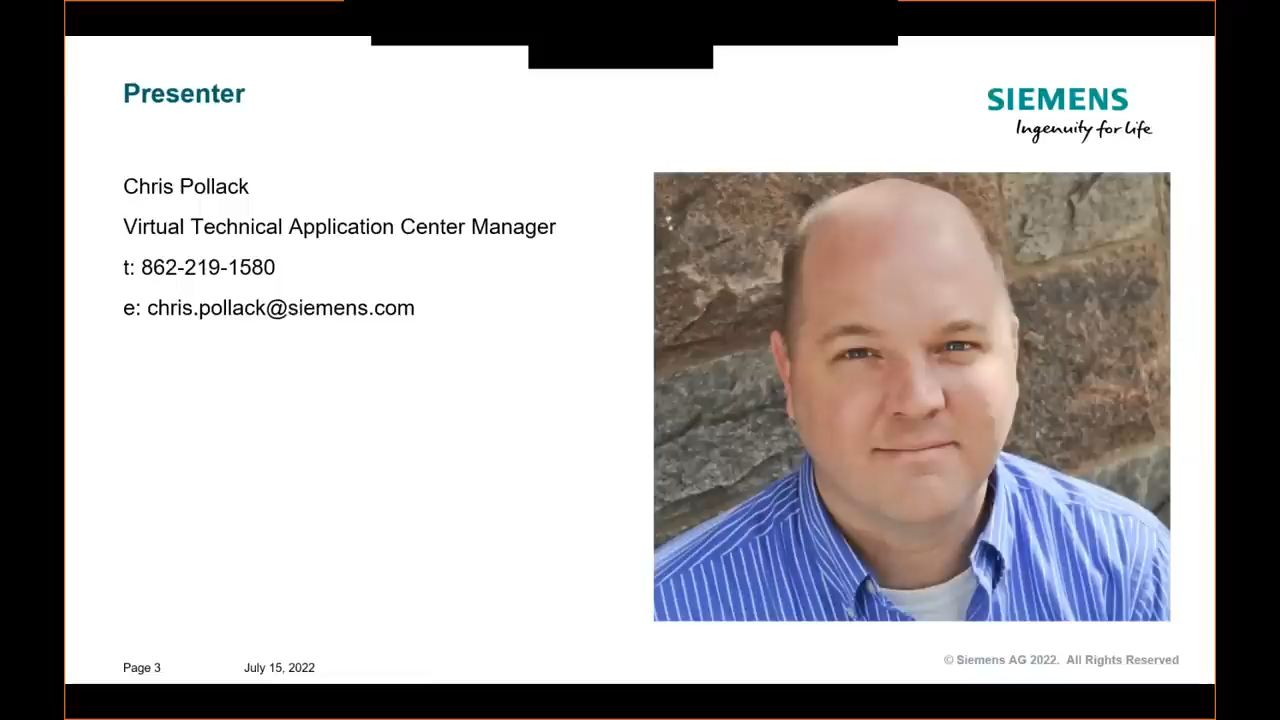 Presenter
SIEMENS
Ingenuity for life
Chris Pollack
Virtual Technical Application Center Manager
t: 862-219-1580
e: chris.pollack@siemens.com
Page 3
July 15, 2022
© Siemens AG 2022. All Rights Reserved